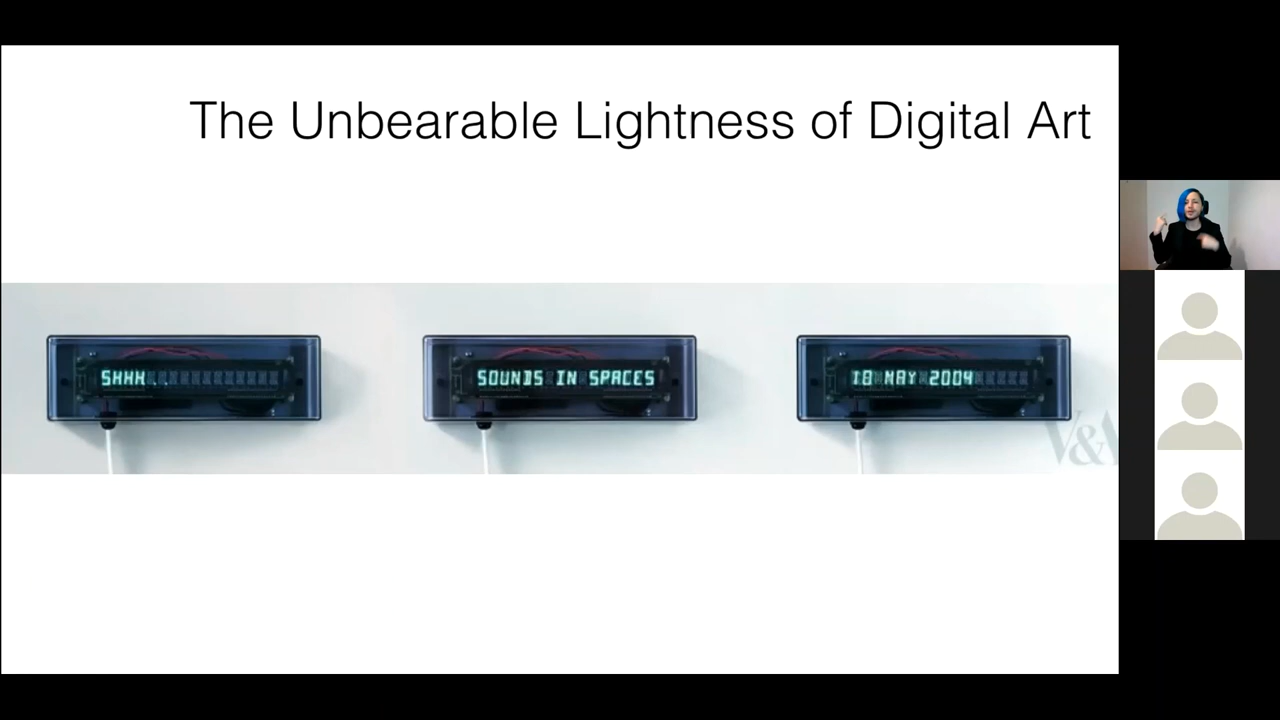 The Unbearable Lightness of Digital Art
SHHH...
SOUNDS IN SPACES
18 MAY 2004
V&A